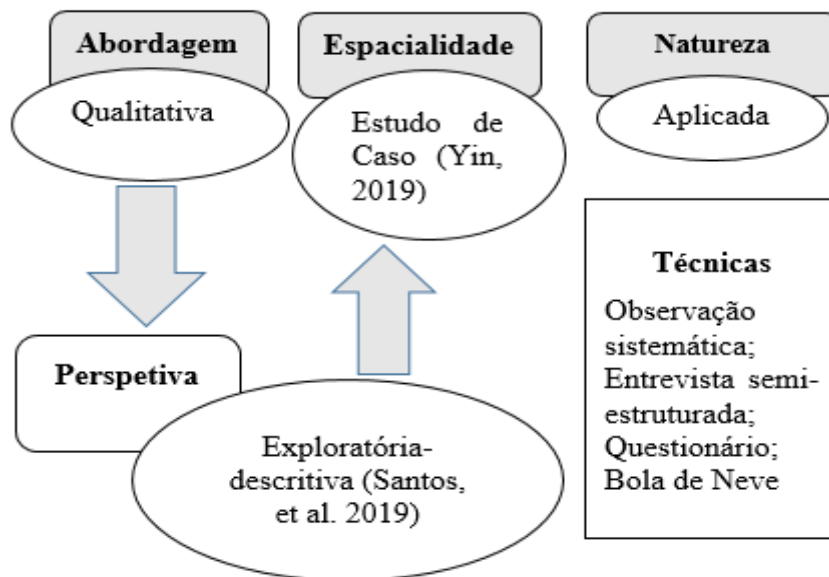 Abordagem
Qualitativa
Espacialidade
Estudo de
Caso (Yin,
2019)
Natureza
Aplicada
Perspetiva
Exploratória-
descritiva (Santos,
et al. 2019)
Técnicas
Observação
sistemática;
Entrevista semi-
estruturada;
Questionário;
Bola de Neve